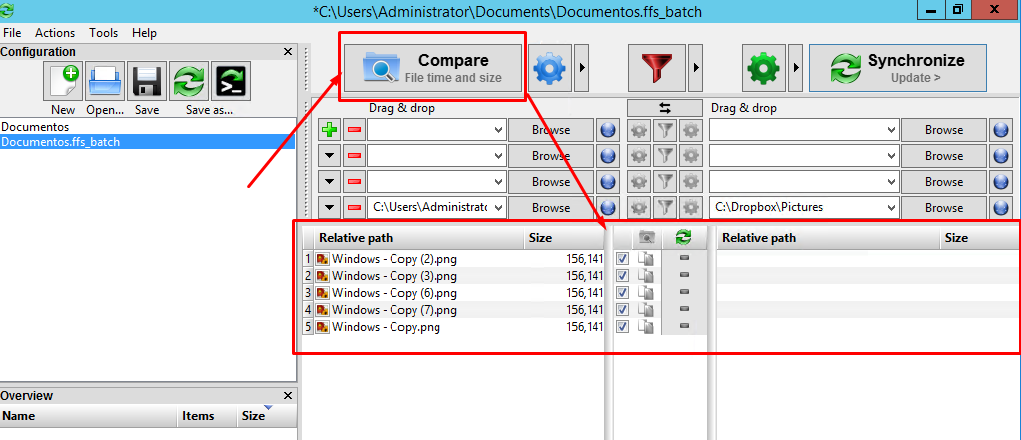 *C:\Users\Administrator\Documents\Documentos.ffs_batch
File Actions Tools Help
Configuration
New Open... Save Save as...
Documentos
Documentos.ffs_batch
Compare
File time and size
Synchronize
Update >
Drag & drop Drag & drop
Browse Browse
Browse Browse
Browse Browse
C:\Users\Administrato Browse C:\Dropbox\Pictures Browse
Relative path Size Relative path Size
1 Windows - Copy (2).png 156,141
2 Windows - Copy (3).png 156,141
3 Windows - Copy (6).png 156,141
4 Windows - Copy (7).png 156,141
5 Windows - Copy.png 156,141
Overview
Name Items Size